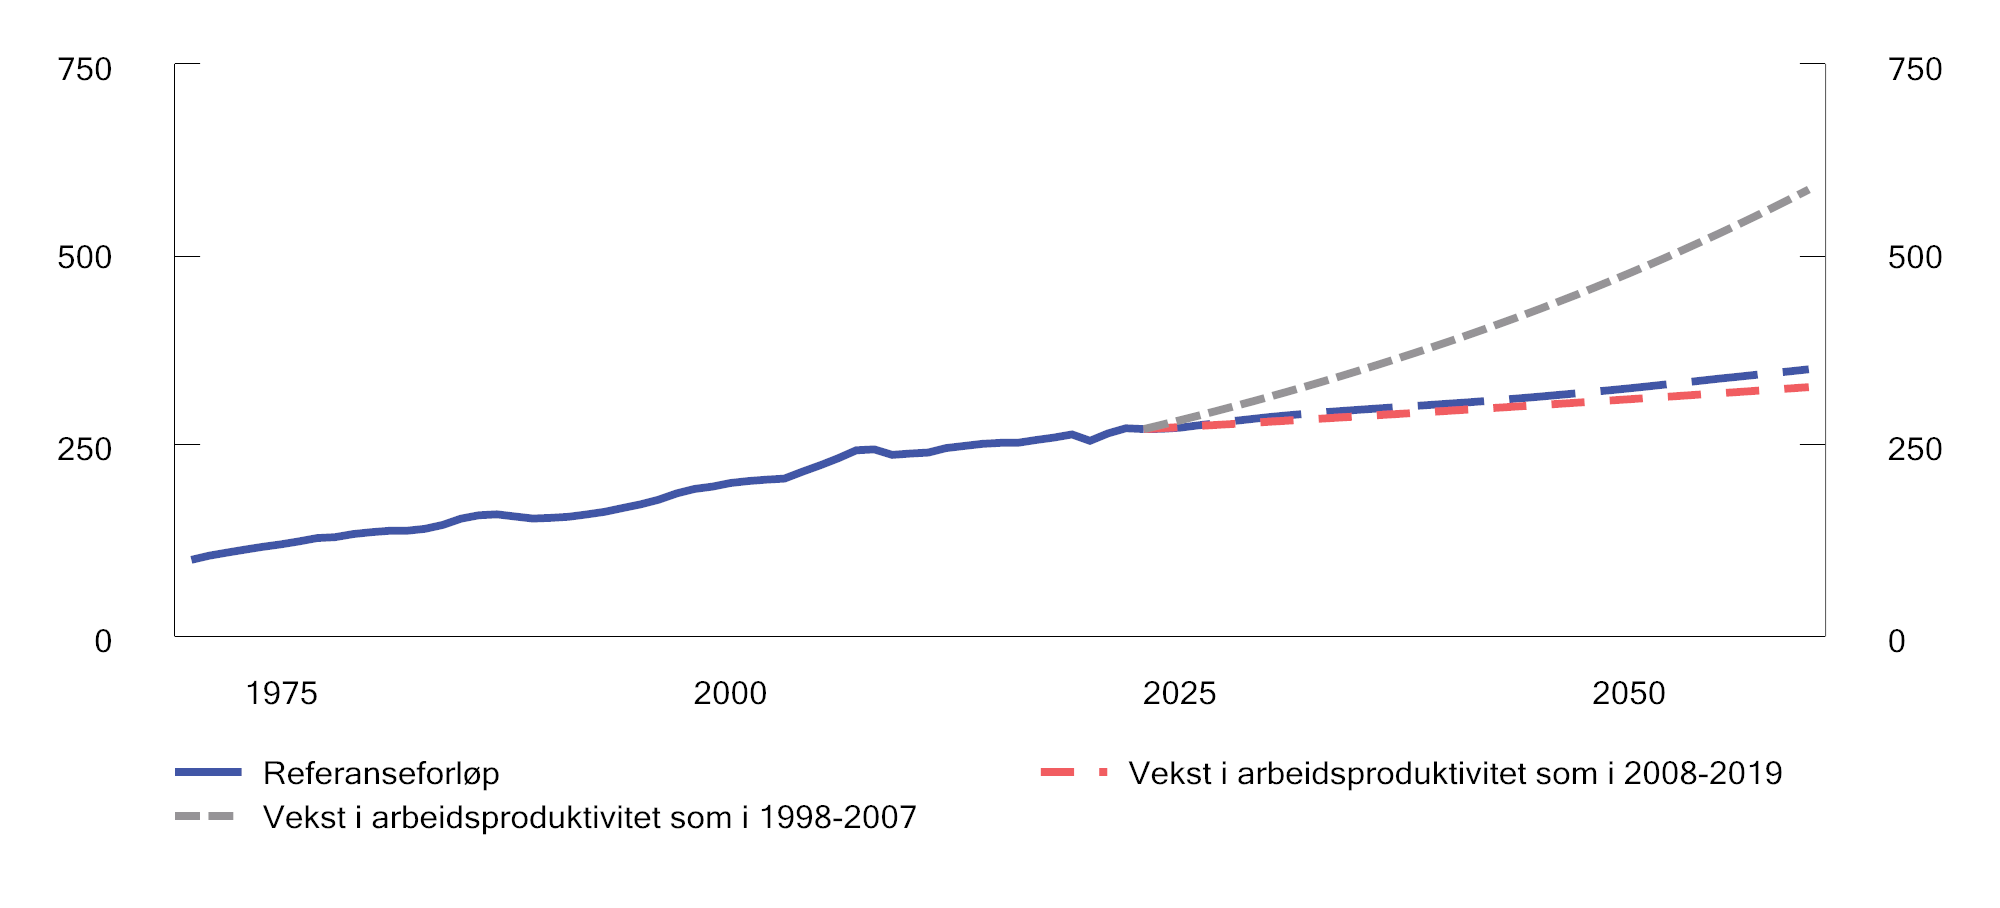 750 750
500 500
250 250
0 0
1975 2000 2025 2050
Referanseforløp Vekst i arbeidsproduktivitet som i 2008-2019
Vekst i arbeidsproduktivitet som i 1998-2007